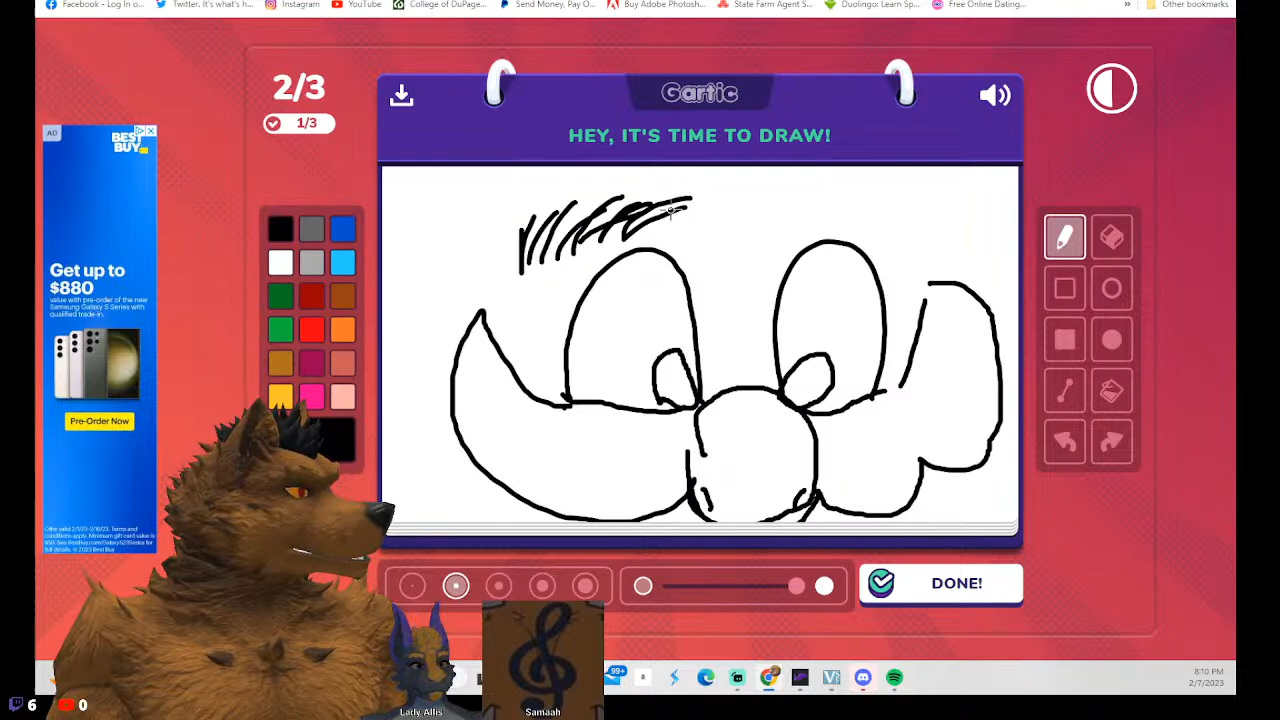 Facebook - Log In o...
Twitter. It's what's h...
Instagram
YouTube
College of DuPage...
Send Money, Pay O...
Buy Adobe Photosh...
State Farm Agent S...
Duolingo: Learn Sp...
Free Online Dating...
»
Other bookmarks
2/3
1/3
Gartic
HEY, IT'S TIME TO DRAW!
AD
BEST
BUY
Get up to
$880
value with pre-order of the new
Samsung Galaxy S Series with
qualified trade-in.
Pre-Order Now
DONE!
99+
8:10 PM
2/7/2023
6
0
Lady Allis
Samaah